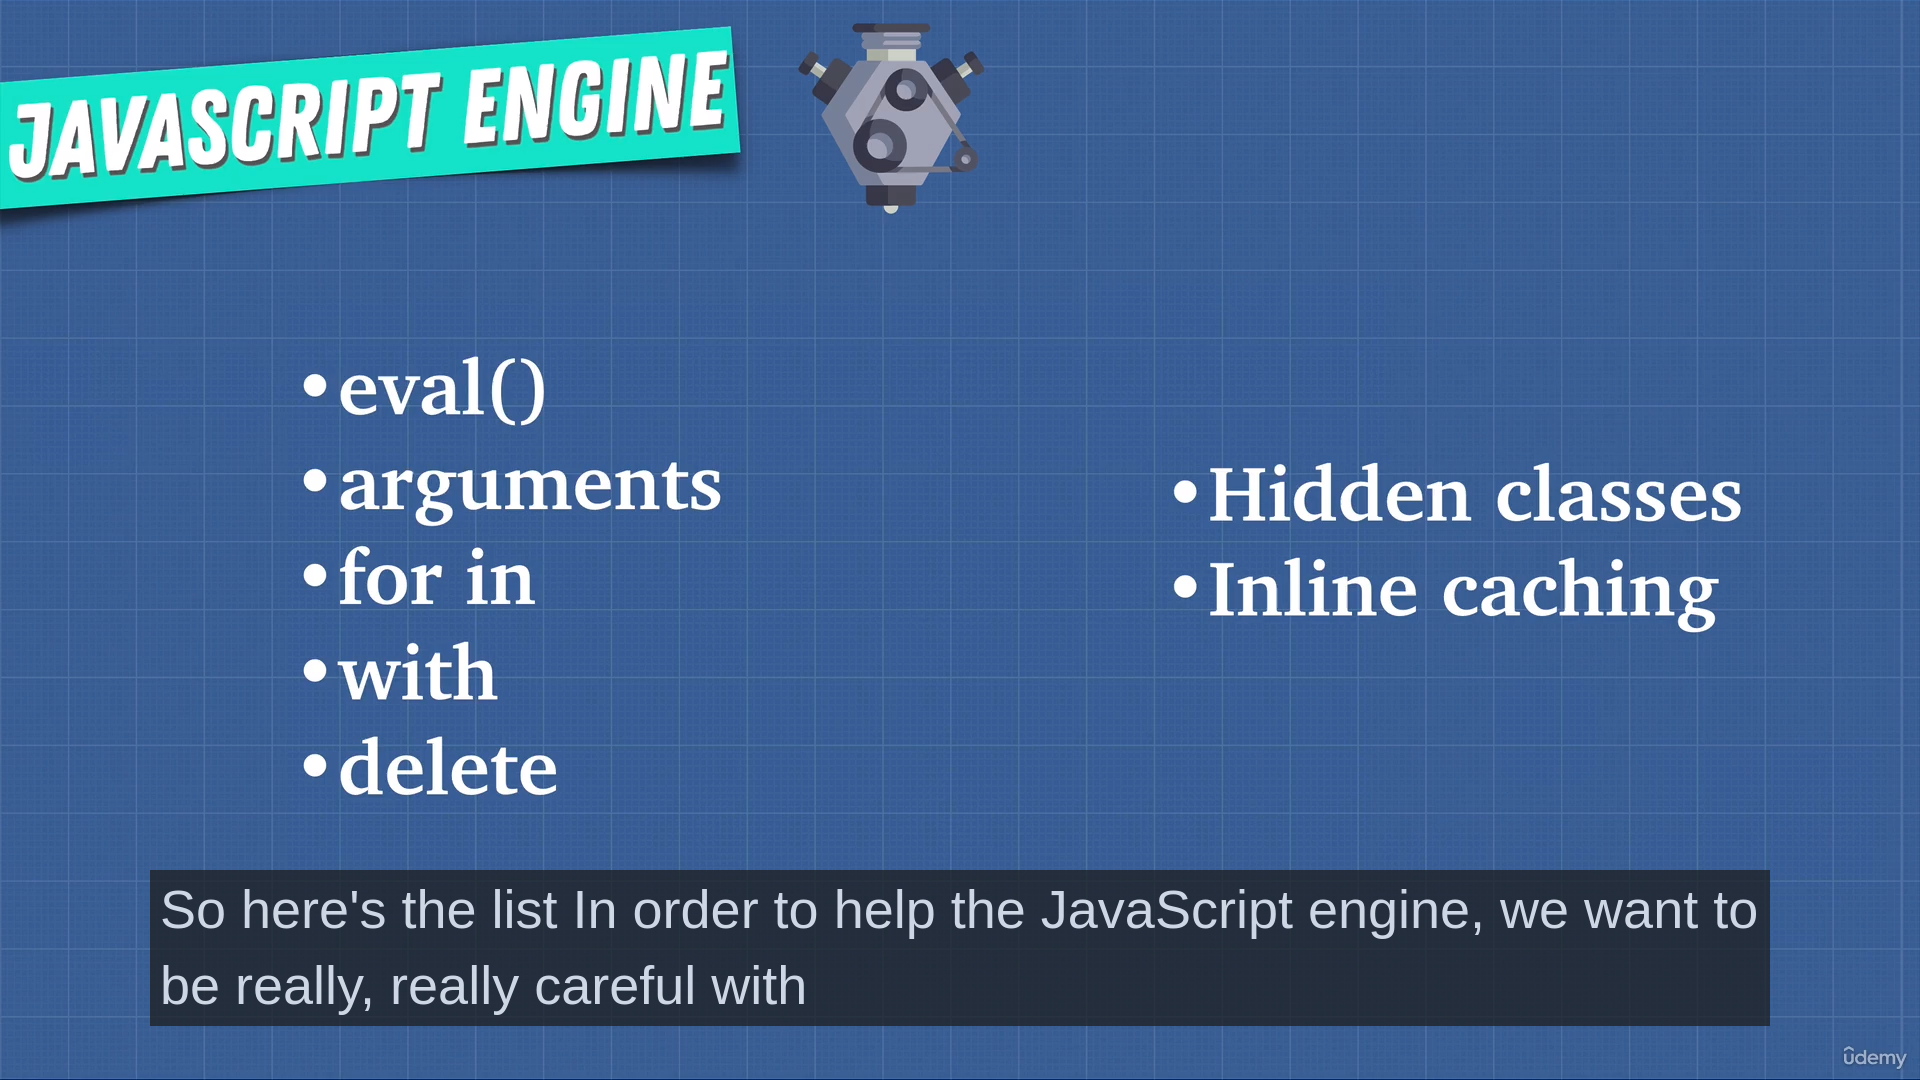 JAVASCRIPT ENGINE
•eval()
•arguments
•for in
•with
•delete
•Hidden classes
•Inline caching
So here's the list In order to help the JavaScript engine, we want to
be really, really careful with
ûdemy